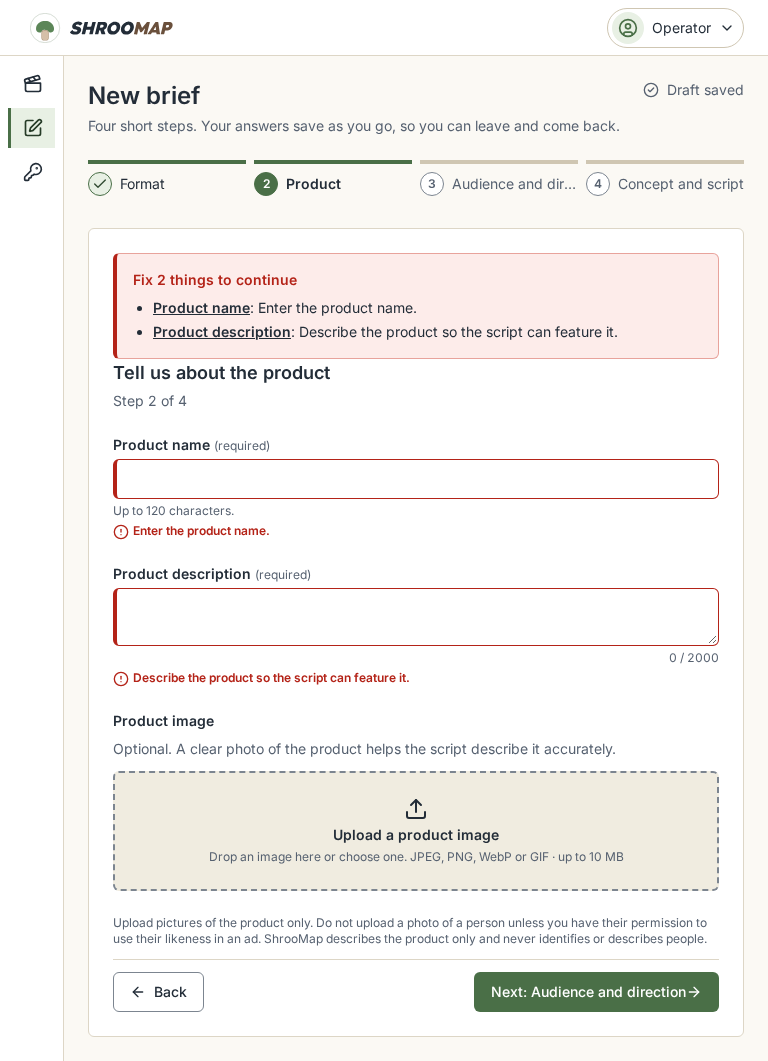 SHROOMAP
Operator
New brief
Draft saved
Four short steps. Your answers save as you go, so you can leave and come back.
Format
2 Product
3 Audience and dir...
4 Concept and script
Fix 2 things to continue
Product name: Enter the product name.
Product description: Describe the product so the script can feature it.
Tell us about the product
Step 2 of 4
Product name (required)
Up to 120 characters.
Enter the product name.
Product description (required)
0 / 2000
Describe the product so the script can feature it.
Product image
Optional. A clear photo of the product helps the script describe it accurately.
Upload a product image
Drop an image here or choose one. JPEG, PNG, WebP or GIF · up to 10 MB
Upload pictures of the product only. Do not upload a photo of a person unless you have their permission to
use their likeness in an ad. ShrooMap describes the product only and never identifies or describes people.
Back
Next: Audience and direction